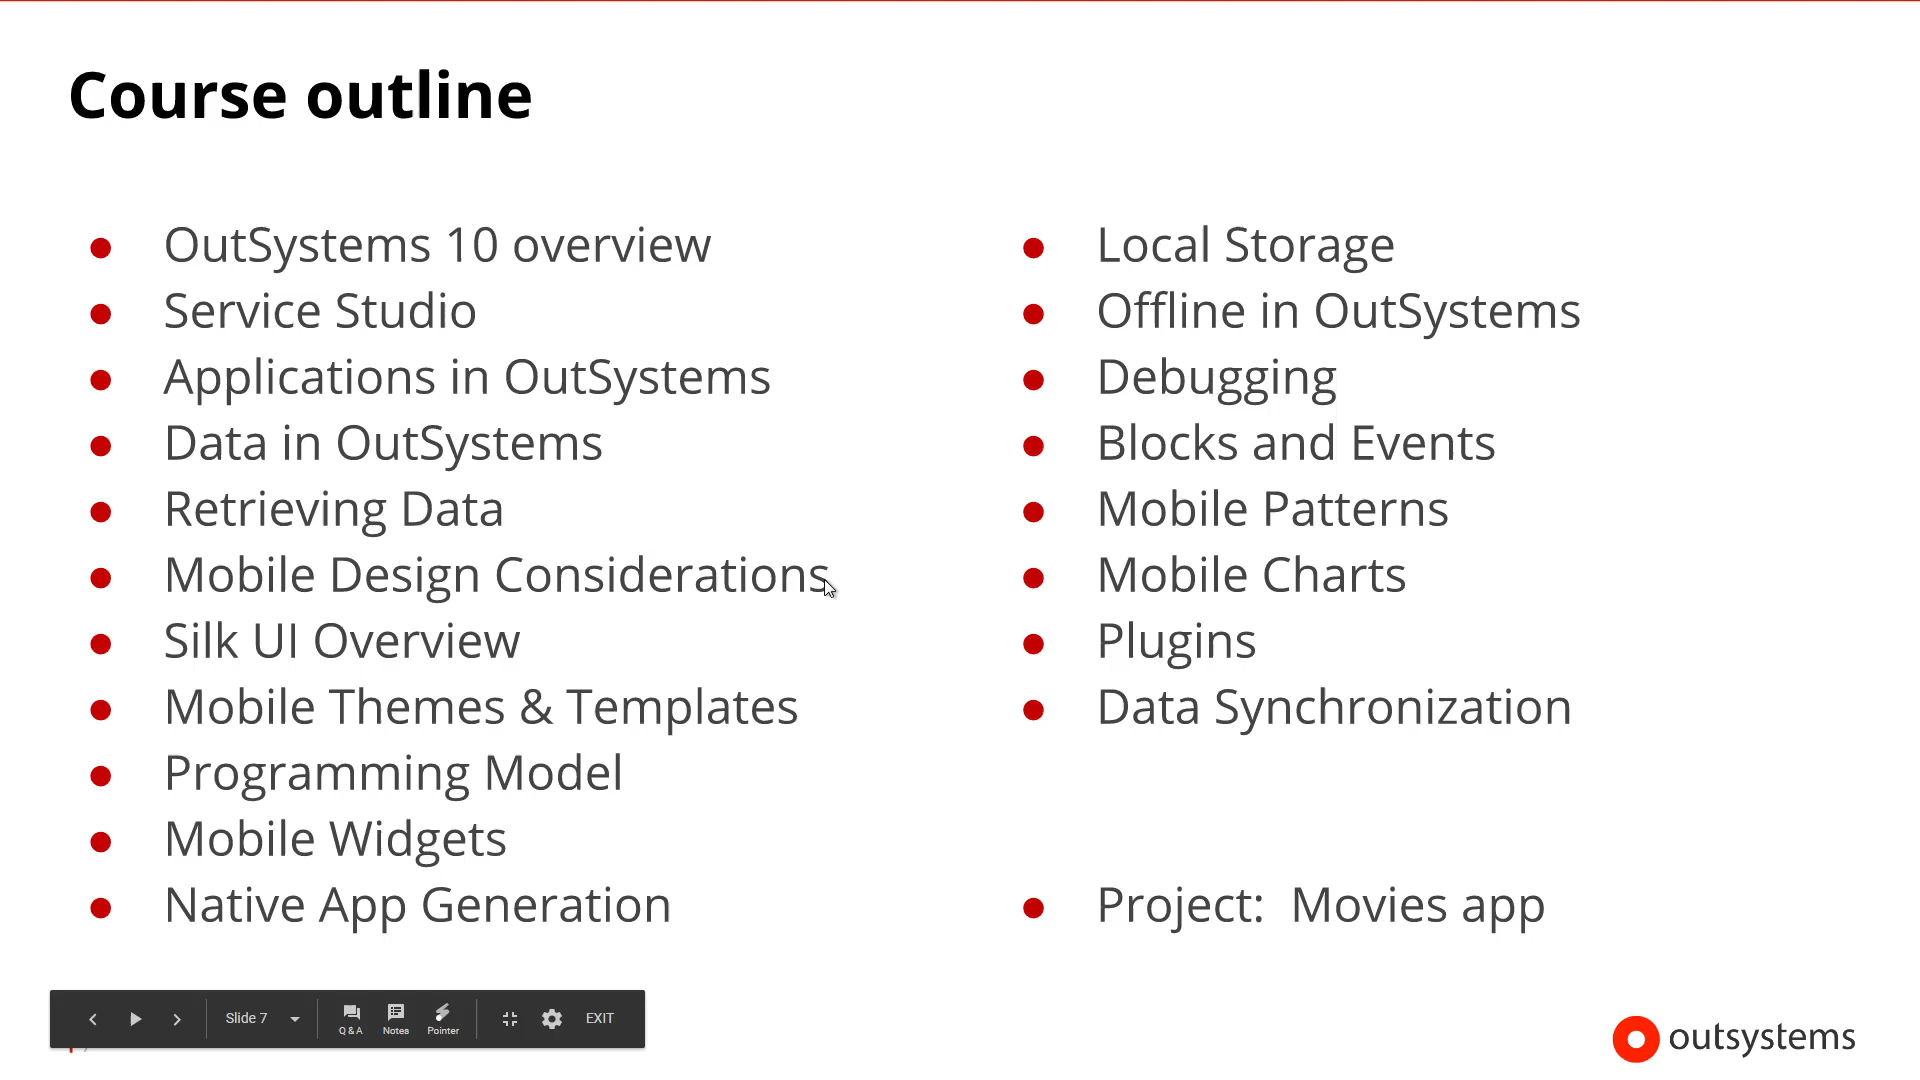 Course outline
OutSystems 10 overview
Service Studio
Applications in OutSystems
Data in OutSystems
Retrieving Data
Mobile Design Considerations
Silk UI Overview
Mobile Themes & Templates
Programming Model
Mobile Widgets
Native App Generation
Local Storage
Offline in OutSystems
Debugging
Blocks and Events
Mobile Patterns
Mobile Charts
Plugins
Data Synchronization
Project: Movies app
Slide 7
Q & A
Notes
Pointer
EXIT
outsystems